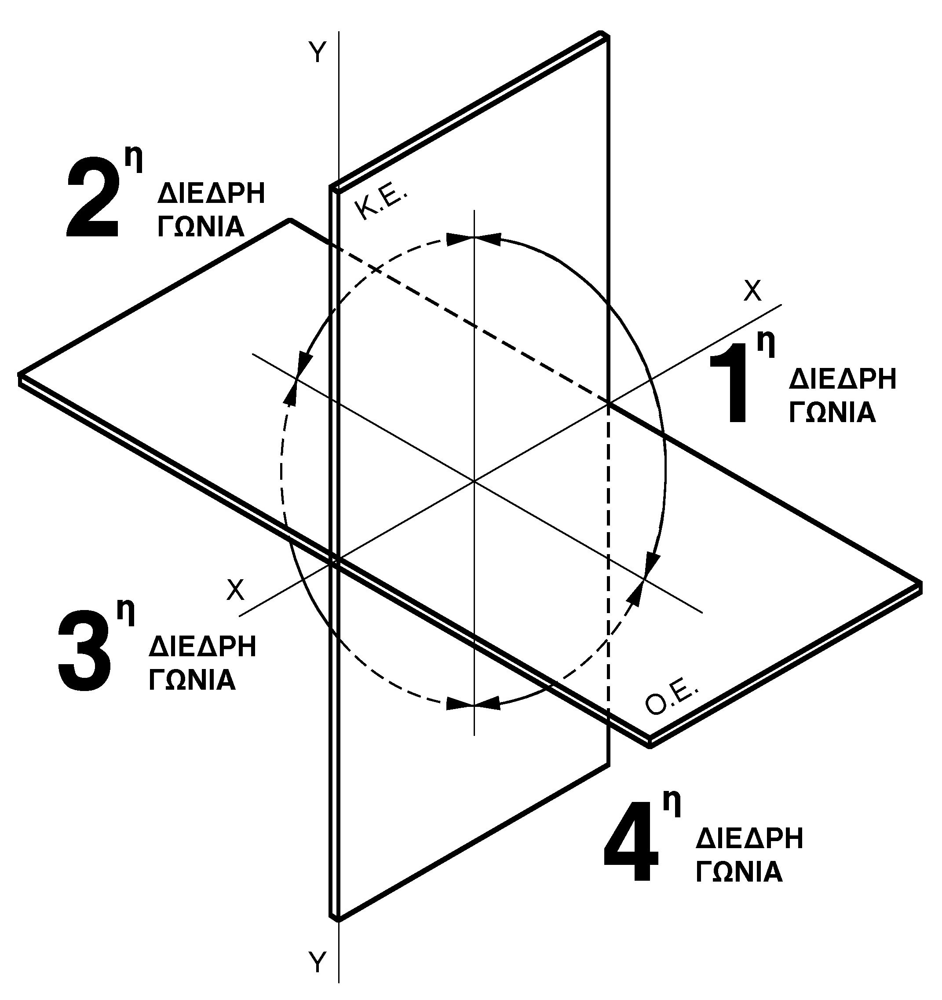 Y
Κ.Ε.
2η ΔΙΕΔΡΗ
ΓΩΝΙΑ
X
1η ΔΙΕΔΡΗ
ΓΩΝΙΑ
X
3η ΔΙΕΔΡΗ
ΓΩΝΙΑ
Ο.Ε.
4η ΔΙΕΔΡΗ
ΓΩΝΙΑ
Y